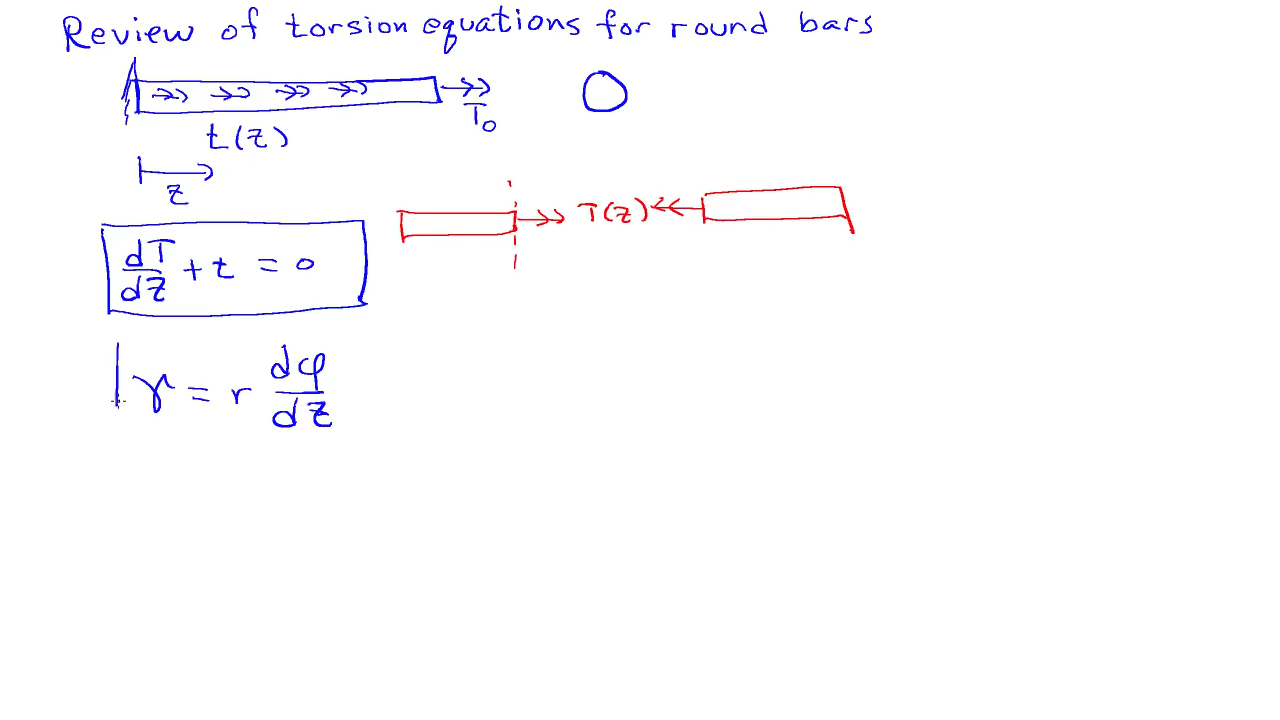 Review of torsion equations for round bars
T₀
t(z)
z
T(z)
dT/dz + t = 0
γ = r dφ/dz